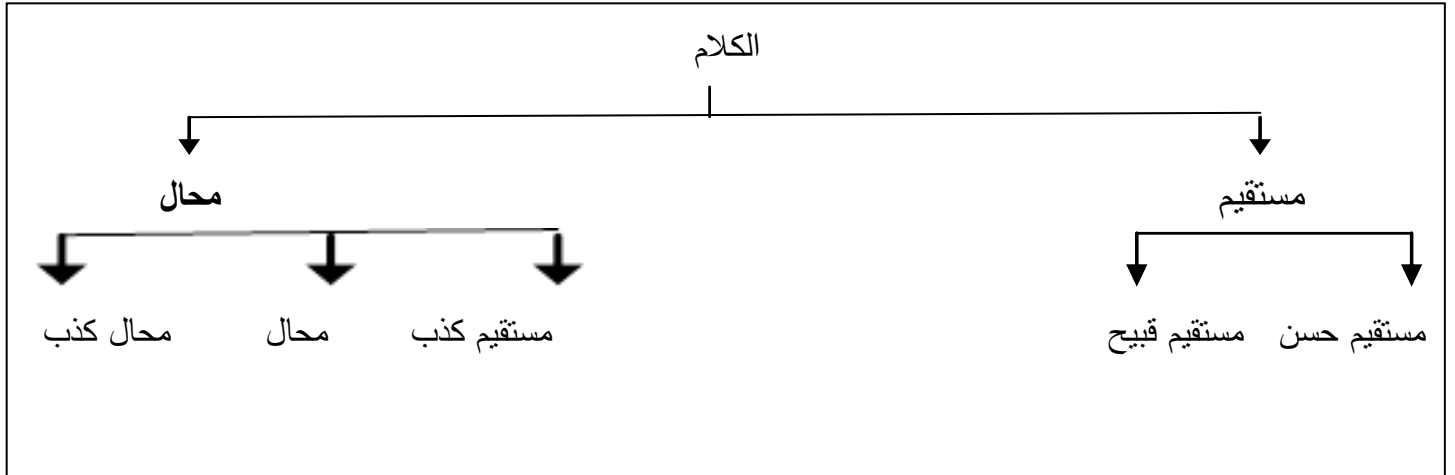 الكلام
مستقيم محال
مستقيم حسن مستقيم قبيح مستقيم كذب محال محال كذب